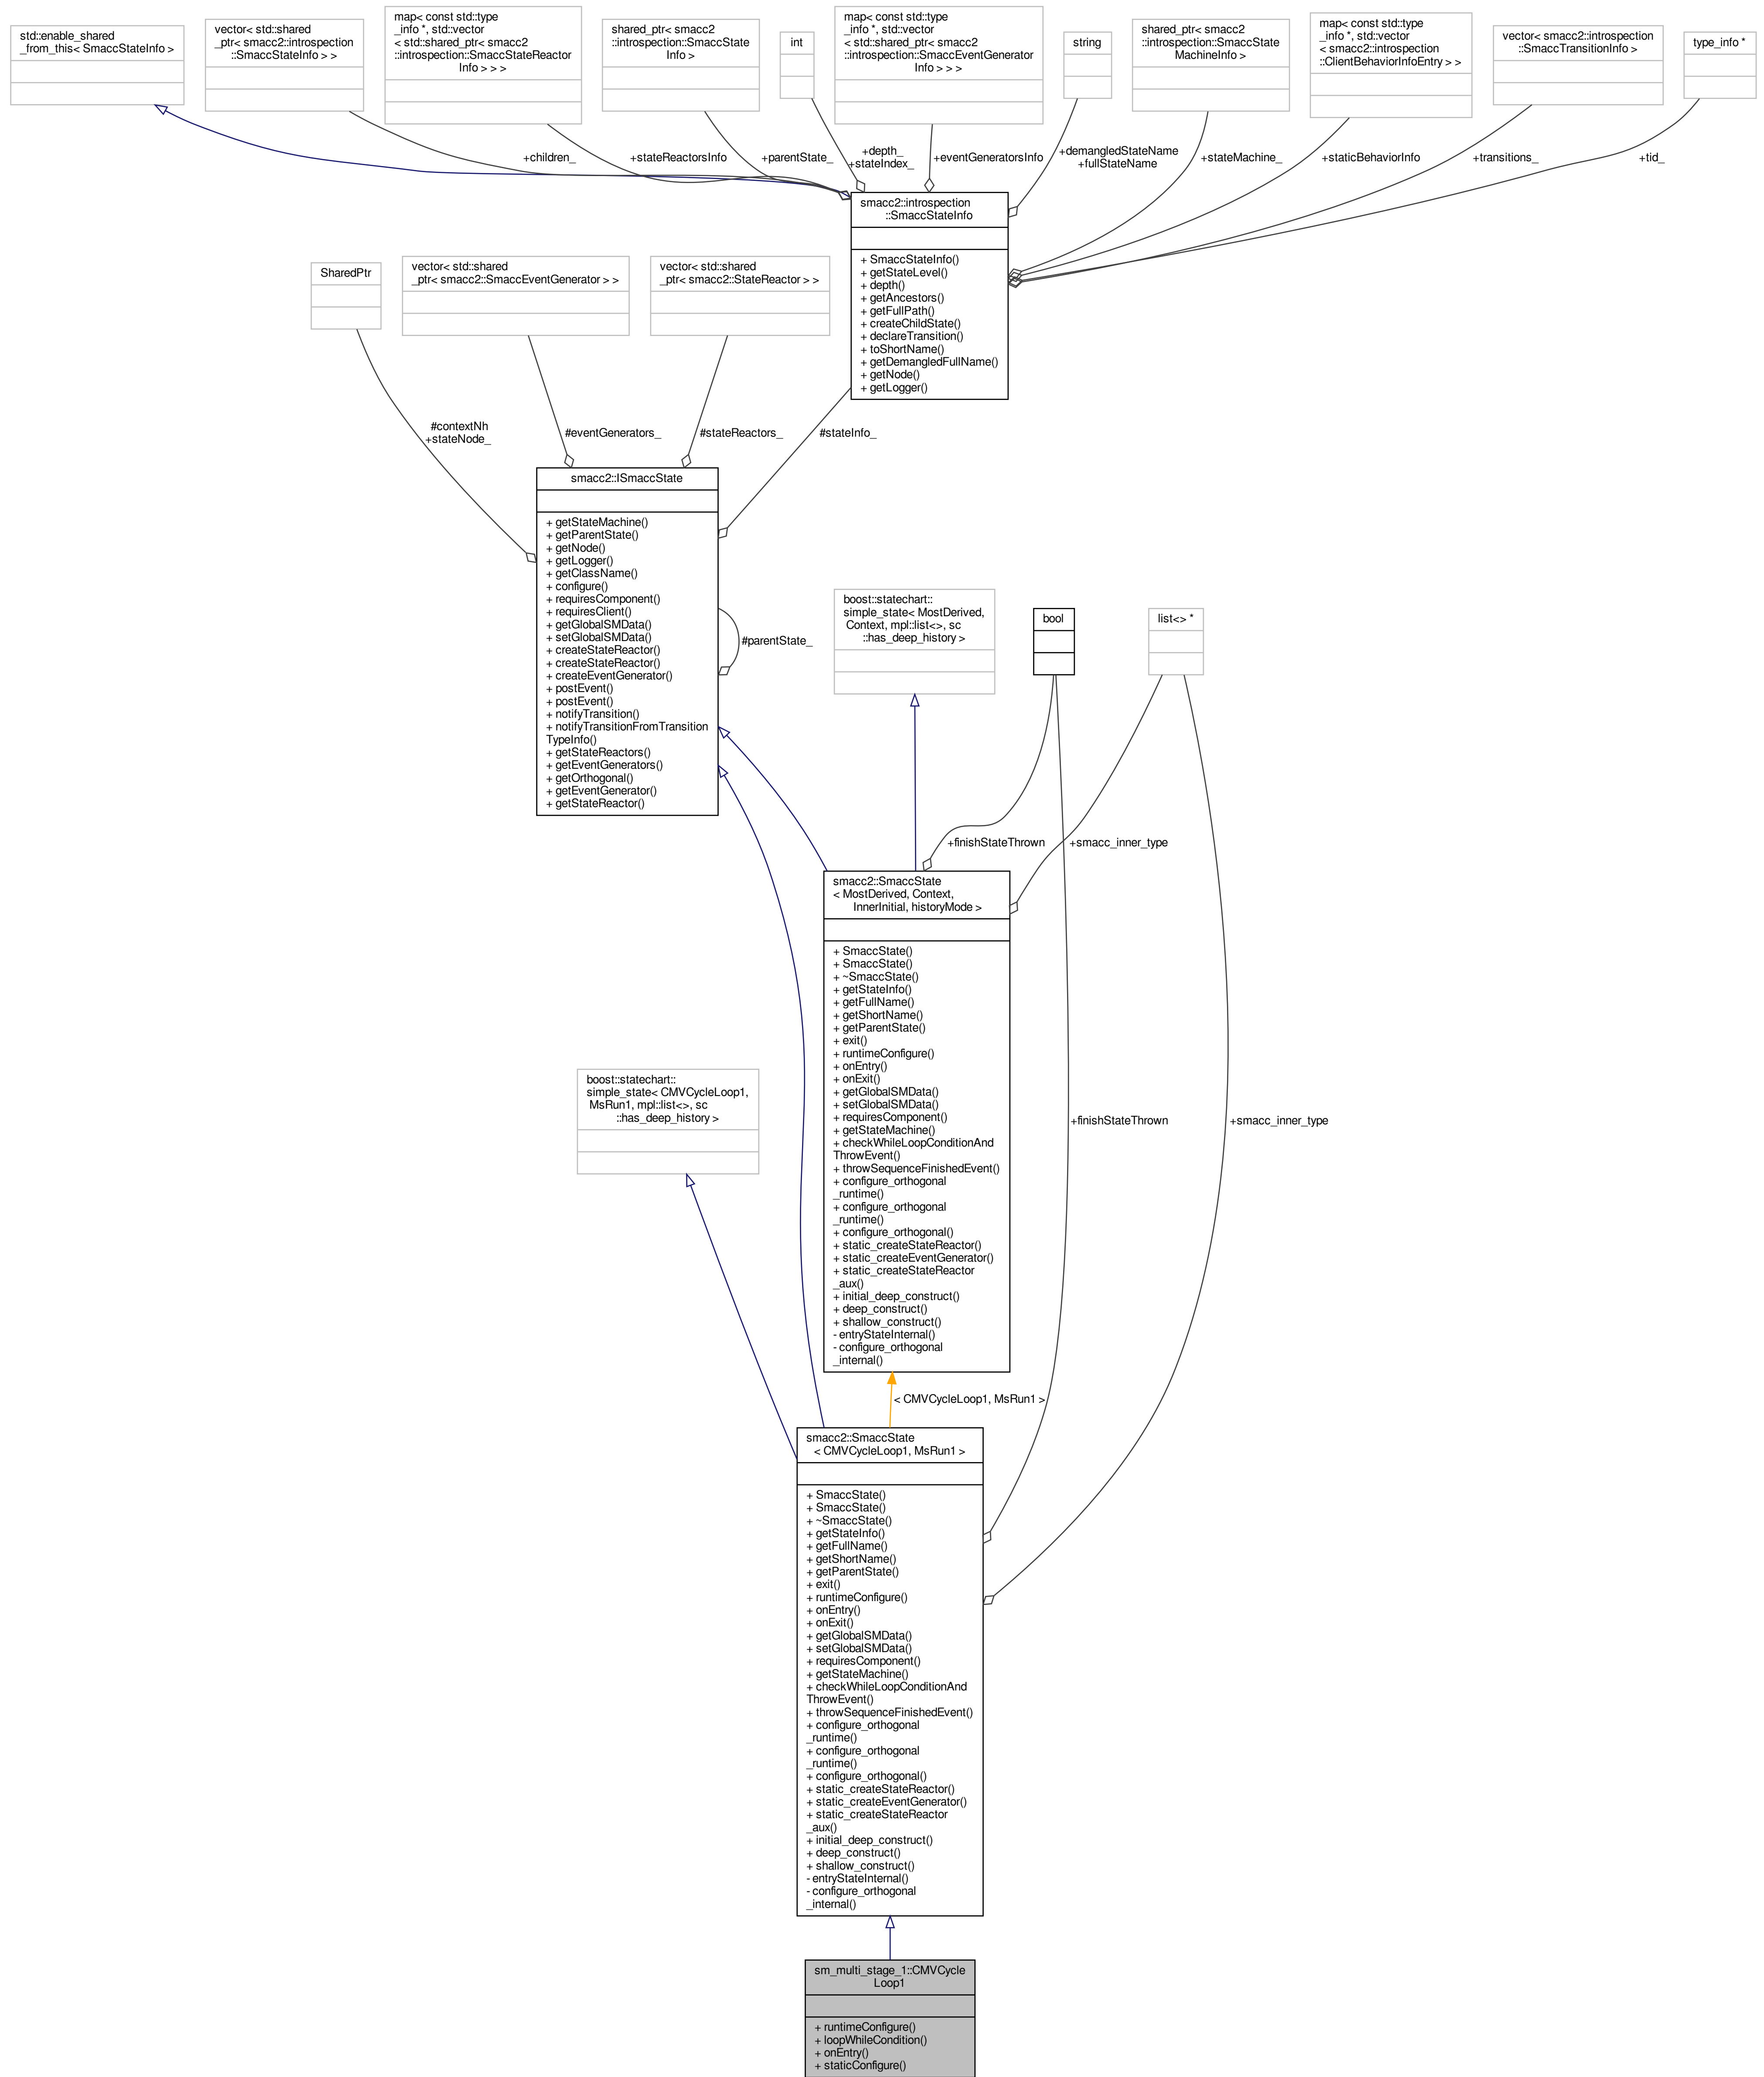 std::enable_shared
_from_this< SmaccStateInfo >
vector< std::shared
_ptr< smacc2::introspection
::SmaccStateInfo > >
map< const std::type
_info *, std::vector
< std::shared_ptr< smacc2
::introspection::SmaccStateReactor
Info > > >
shared_ptr< smacc2
::introspection::SmaccState
Info >
int
map< const std::type
_info *, std::vector
< std::shared_ptr< smacc2
::introspection::SmaccEventGenerator
Info > > >
string
shared_ptr< smacc2
::introspection::SmaccState
MachineInfo >
map< const std::type
_info *, std::vector
< smacc2::introspection
::ClientBehaviorInfoEntry > >
vector< smacc2::introspection
::SmaccTransitionInfo >
type_info *
+children_
+stateReactorsInfo
+parentState_
+depth_
+stateIndex_
+eventGeneratorsInfo
+demangledStateName
+fullStateName
+stateMachine_
+staticBehaviorInfo
+transitions_
+tid_
smacc2::introspection
::SmaccStateInfo
+ SmaccStateInfo()
+ getStateLevel()
+ depth()
+ getAncestors()
+ getFullPath()
+ createChildState()
+ declareTransition()
+ toShortName()
+ getDemangledFullName()
+ getNode()
+ getLogger()
SharedPtr
vector< std::shared
_ptr< smacc2::SmaccEventGenerator > >
vector< std::shared
_ptr< smacc2::StateReactor > >
#contextNh
+stateNode_
#eventGenerators_
#stateReactors_
#stateInfo_
smacc2::ISmaccState
+ getStateMachine()
+ getParentState()
+ getNode()
+ getLogger()
+ getClassName()
+ configure()
+ requiresComponent()
+ requiresClient()
+ getGlobalSMData()
+ setGlobalSMData()
+ createStateReactor()
+ createStateReactor()
+ createEventGenerator()
+ postEvent()
+ postEvent()
+ notifyTransition()
+ notifyTransitionFromTransition
TypeInfo()
+ getStateReactors()
+ getEventGenerators()
+ getOrthogonal()
+ getEventGenerator()
+ getStateReactor()
#parentState_
boost::statechart::
simple_state< MostDerived,
Context, mpl::list<>, sc
::has_deep_history >
bool
list<> *
+finishStateThrown
+smacc_inner_type
smacc2::SmaccState
< MostDerived, Context,
InnerInitial, historyMode >
+ SmaccState()
+ SmaccState()
+ ~SmaccState()
+ getStateInfo()
+ getFullName()
+ getShortName()
+ getParentState()
+ exit()
+ runtimeConfigure()
+ onEntry()
+ onExit()
+ getGlobalSMData()
+ setGlobalSMData()
+ requiresComponent()
+ getStateMachine()
+ checkWhileLoopConditionAnd
ThrowEvent()
+ throwSequenceFinishedEvent()
+ configure_orthogonal
_runtime()
+ configure_orthogonal
_runtime()
+ configure_orthogonal()
+ static_createStateReactor()
+ static_createEventGenerator()
+ static_createStateReactor
_aux()
+ initial_deep_construct()
+ deep_construct()
+ shallow_construct()
- entryStateInternal()
- configure_orthogonal
_internal()
boost::statechart::
simple_state< CMVCycleLoop1,
MsRun1, mpl::list<>, sc
::has_deep_history >
+finishStateThrown
+smacc_inner_type
< CMVCycleLoop1, MsRun1 >
smacc2::SmaccState
< CMVCycleLoop1, MsRun1 >
+ SmaccState()
+ SmaccState()
+ ~SmaccState()
+ getStateInfo()
+ getFullName()
+ getShortName()
+ getParentState()
+ exit()
+ runtimeConfigure()
+ onEntry()
+ onExit()
+ getGlobalSMData()
+ setGlobalSMData()
+ requiresComponent()
+ getStateMachine()
+ checkWhileLoopConditionAnd
ThrowEvent()
+ throwSequenceFinishedEvent()
+ configure_orthogonal
_runtime()
+ configure_orthogonal
_runtime()
+ configure_orthogonal()
+ static_createStateReactor()
+ static_createEventGenerator()
+ static_createStateReactor
_aux()
+ initial_deep_construct()
+ deep_construct()
+ shallow_construct()
- entryStateInternal()
- configure_orthogonal
_internal()
sm_multi_stage_1::CMVCycle
Loop1
+ runtimeConfigure()
+ loopWhileCondition()
+ onEntry()
+ staticConfigure()